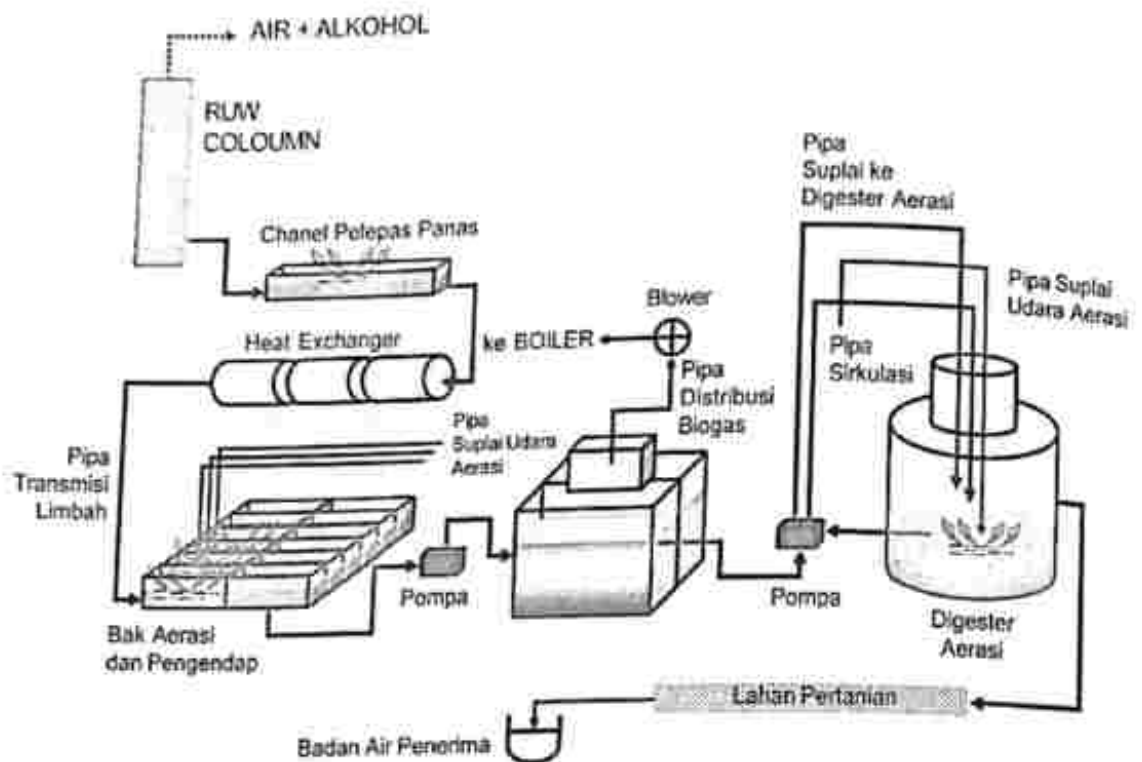 AIR + ALKOHOL
RUW
COLOUMN
Chanel Pelepas Panas
Heat Exchanger
ke BOILER
Blower
Pipa
Distribusi
Biogas
Pipa
Suplai ke
Digester Aerasi
Pipa Suplai
Udara Aerasi
Pipa
Sirkulasi
Pipa
Suplai Udara
Aerasi
Pipa
Transmisi
Limbah
Pompa
Pompa
Bak Aerasi
dan Pengendap
Digester
Aerasi
Lahan Pertanian
Badan Air Penerima